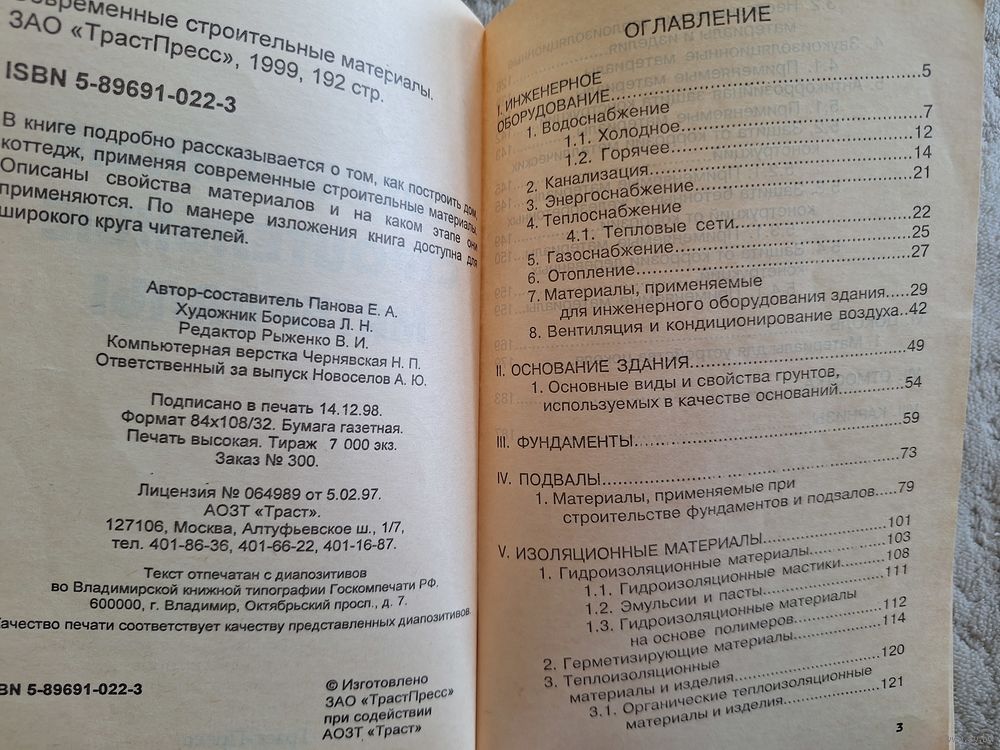 современные строительные материалы.
ЗАО «ТрастПресс», 1999, 192 стр.
ISBN 5-89691-022-3
В книге подробно рассказывается о том, как построить дом,
коттедж, применяя современные строительные материалы.
Описаны свойства материалов и на каком этапе они
применяются. По манере изложения книга доступна для
широкого круга читателей.
Автор-составитель Панова Е. А.
Художник Борисова Л. Н.
Редактор Рыженко В. И.
Компьютерная верстка Чернявская Н. П.
Ответственный за выпуск Новоселов А. Ю.
Подписано в печать 14.12.98.
Формат 84х108/32. Бумага газетная.
Печать высокая. Тираж 7 000 экз.
Заказ № 300.
Лицензия № 064989 от 5.02.97.
АОЗТ «Траст».
127106, Москва, Алтуфьевское ш., 1/7,
тел. 401-86-36, 401-66-22, 401-16-87.
Текст отпечатан с диапозитивов
во Владимирской книжной типографии Госкомпечати РФ,
600000, г. Владимир, Октябрьский просп., д. 7.
Качество печати соответствует качеству представленных диапозитивов.
BN 5-89691-022-3
© Изготовлено
ЗАО «ТрастПресс»
при содействии
АОЗТ «Траст»
ОГЛАВЛЕНИЕ
I. ИНЖЕНЕРНОЕ
ОБОРУДОВАНИЕ...5
1. Водоснабжение
1.1. Холодное...7
1.2. Горячее...12
2. Канализация...14
3. Энергоснабжение...21
4. Теплоснабжение
4.1. Тепловые сети...22
5. Газоснабжение...25
6. Отопление...27
7. Материалы, применяемые
для инженерного оборудования здания...29
8. Вентиляция и кондиционирование воздуха..42
II. ОСНОВАНИЕ ЗДАНИЯ...49
1. Основные виды и свойства грунтов,
используемых в качестве оснований...54
III. ФУНДАМЕНТЫ...59
IV. ПОДВАЛЫ...73
1. Материалы, применяемые при
строительстве фундаментов и подзалов...79
V. ИЗОЛЯЦИОННЫЕ МАТЕРИАЛЫ...101
1. Гидроизоляционные материалы...103
1.1. Гидроизоляционные мастики...108
1.2. Эмульсии и пасты...111
1.3. Гидроизоляционные материалы
на основе полимеров...112
2. Герметизирующие материалы...114
3. Теплоизоляционные
материалы и изделия...120
3.1. Органические теплоизоляционные
материалы и изделия...121
3